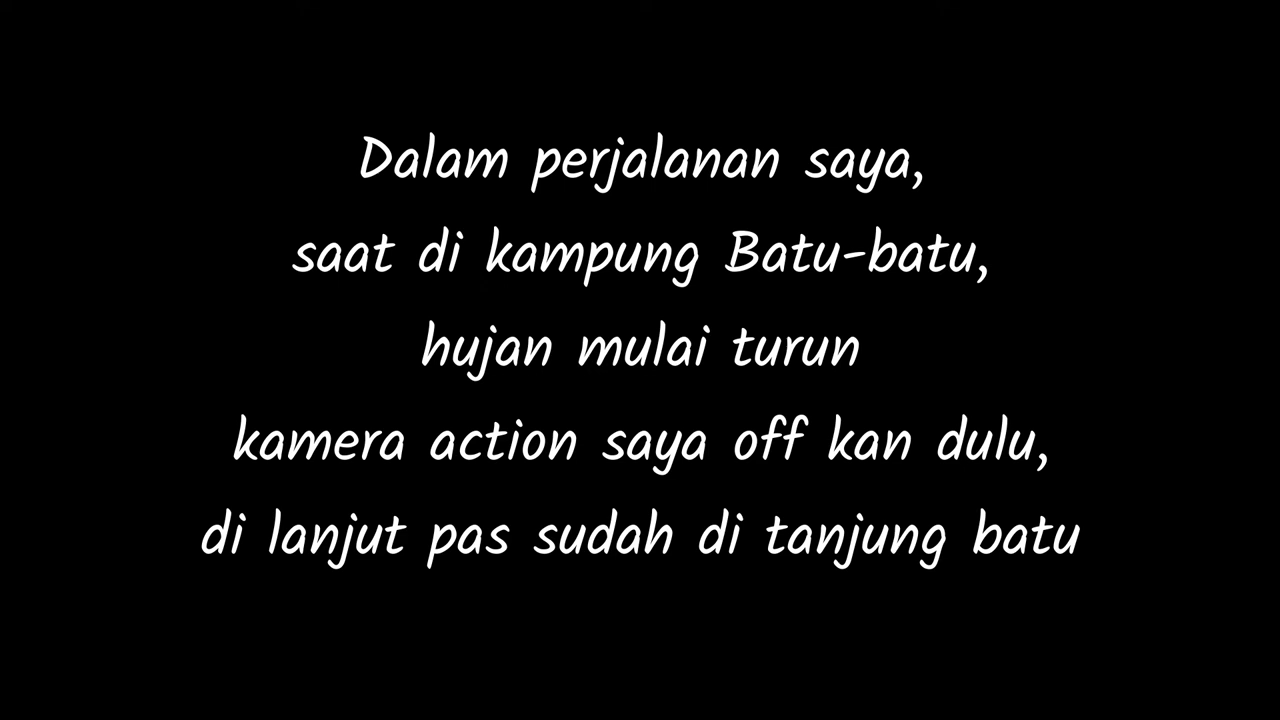 Dalam perjalanan saya,
saat di kampung Batu-batu,
hujan mulai turun
kamera action saya off kan dulu,
di lanjut pas sudah di tanjung batu